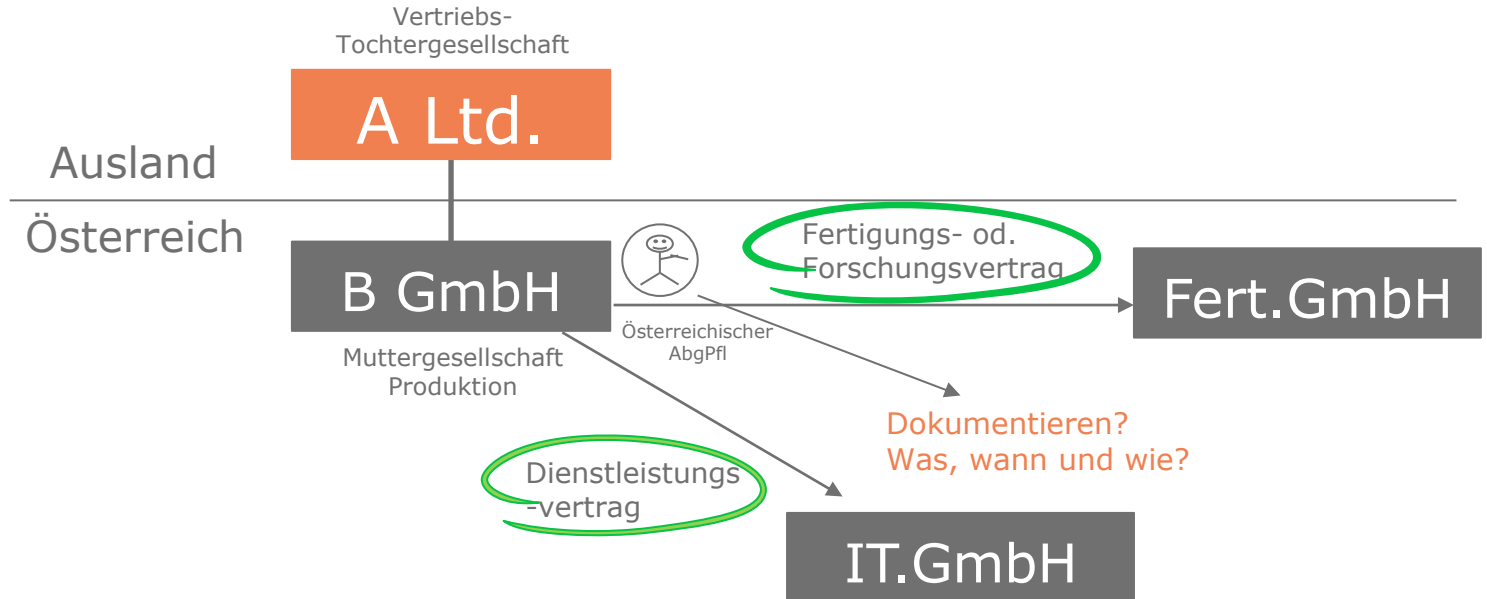 Vertriebs-
Tochtergesellschaft
A Ltd.
Ausland
Österreich
B GmbH
Muttergesellschaft
Produktion
Österreichischer
AbgPfl
Fertigungs- od.
Forschungsvertrag
Fert.GmbH
Dokumentieren?
Was, wann und wie?
Dienstleistungs
-vertrag
IT.GmbH